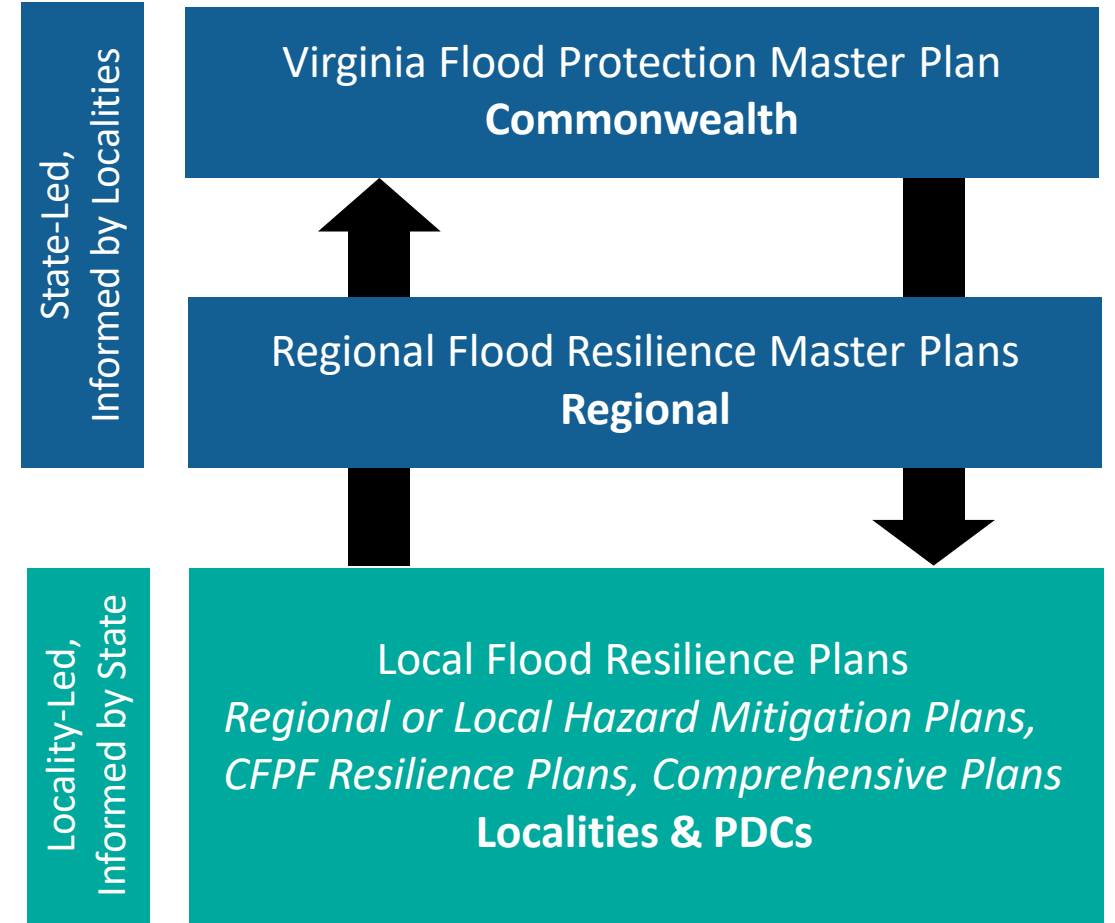 State-Led,
Informed by Localities
Virginia Flood Protection Master Plan
Commonwealth
Regional Flood Resilience Master Plans
Regional
Locality-Led,
Informed by State
Local Flood Resilience Plans
Regional or Local Hazard Mitigation Plans,
CFPF Resilience Plans, Comprehensive Plans
Localities & PDCs